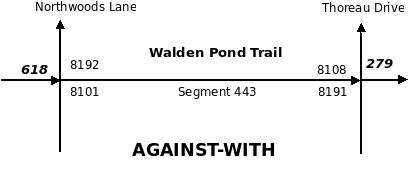 Northwoods Lane
Thoreau Drive
Walden Pond Trail
618
8192
8108
279
8101
Segment 443
8191
AGAINST-WITH